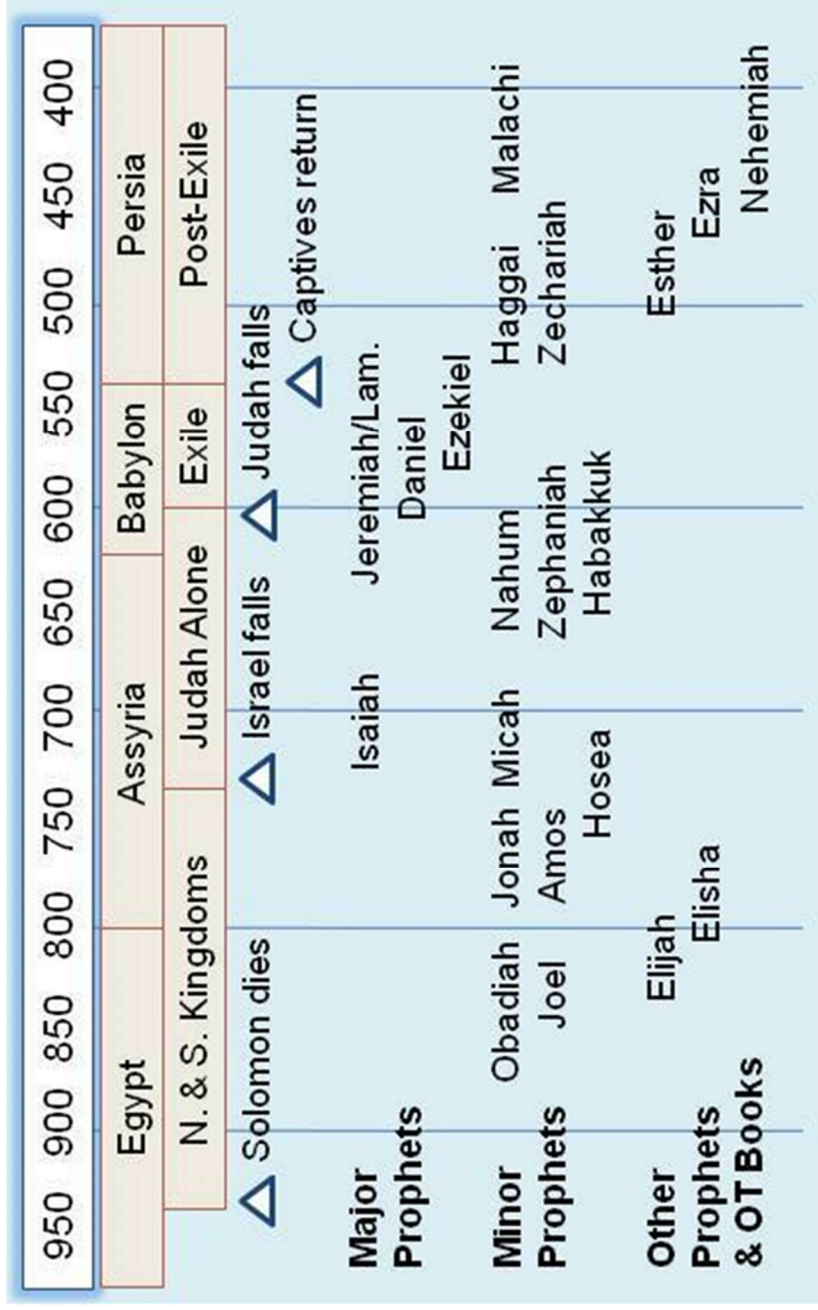 950 900 850 800 750 700 650 600 550 500 450 400
Egypt Assyria Babylon Persia
N. & S. Kingdoms Judah Alone Exile Post-Exile
Solomon dies Israel falls Judah falls
Captives return
Major Isaiah Jeremiah/Lam.
Prophets Daniel
Ezekiel
Minor Obadiah Jonah Micah Nahum Haggai Malachi
Prophets Joel Amos Zephaniah Zechariah
Hosea Habakkuk
Other Elijah Esther
Prophets Elisha Ezra
& OT Books Nehemiah